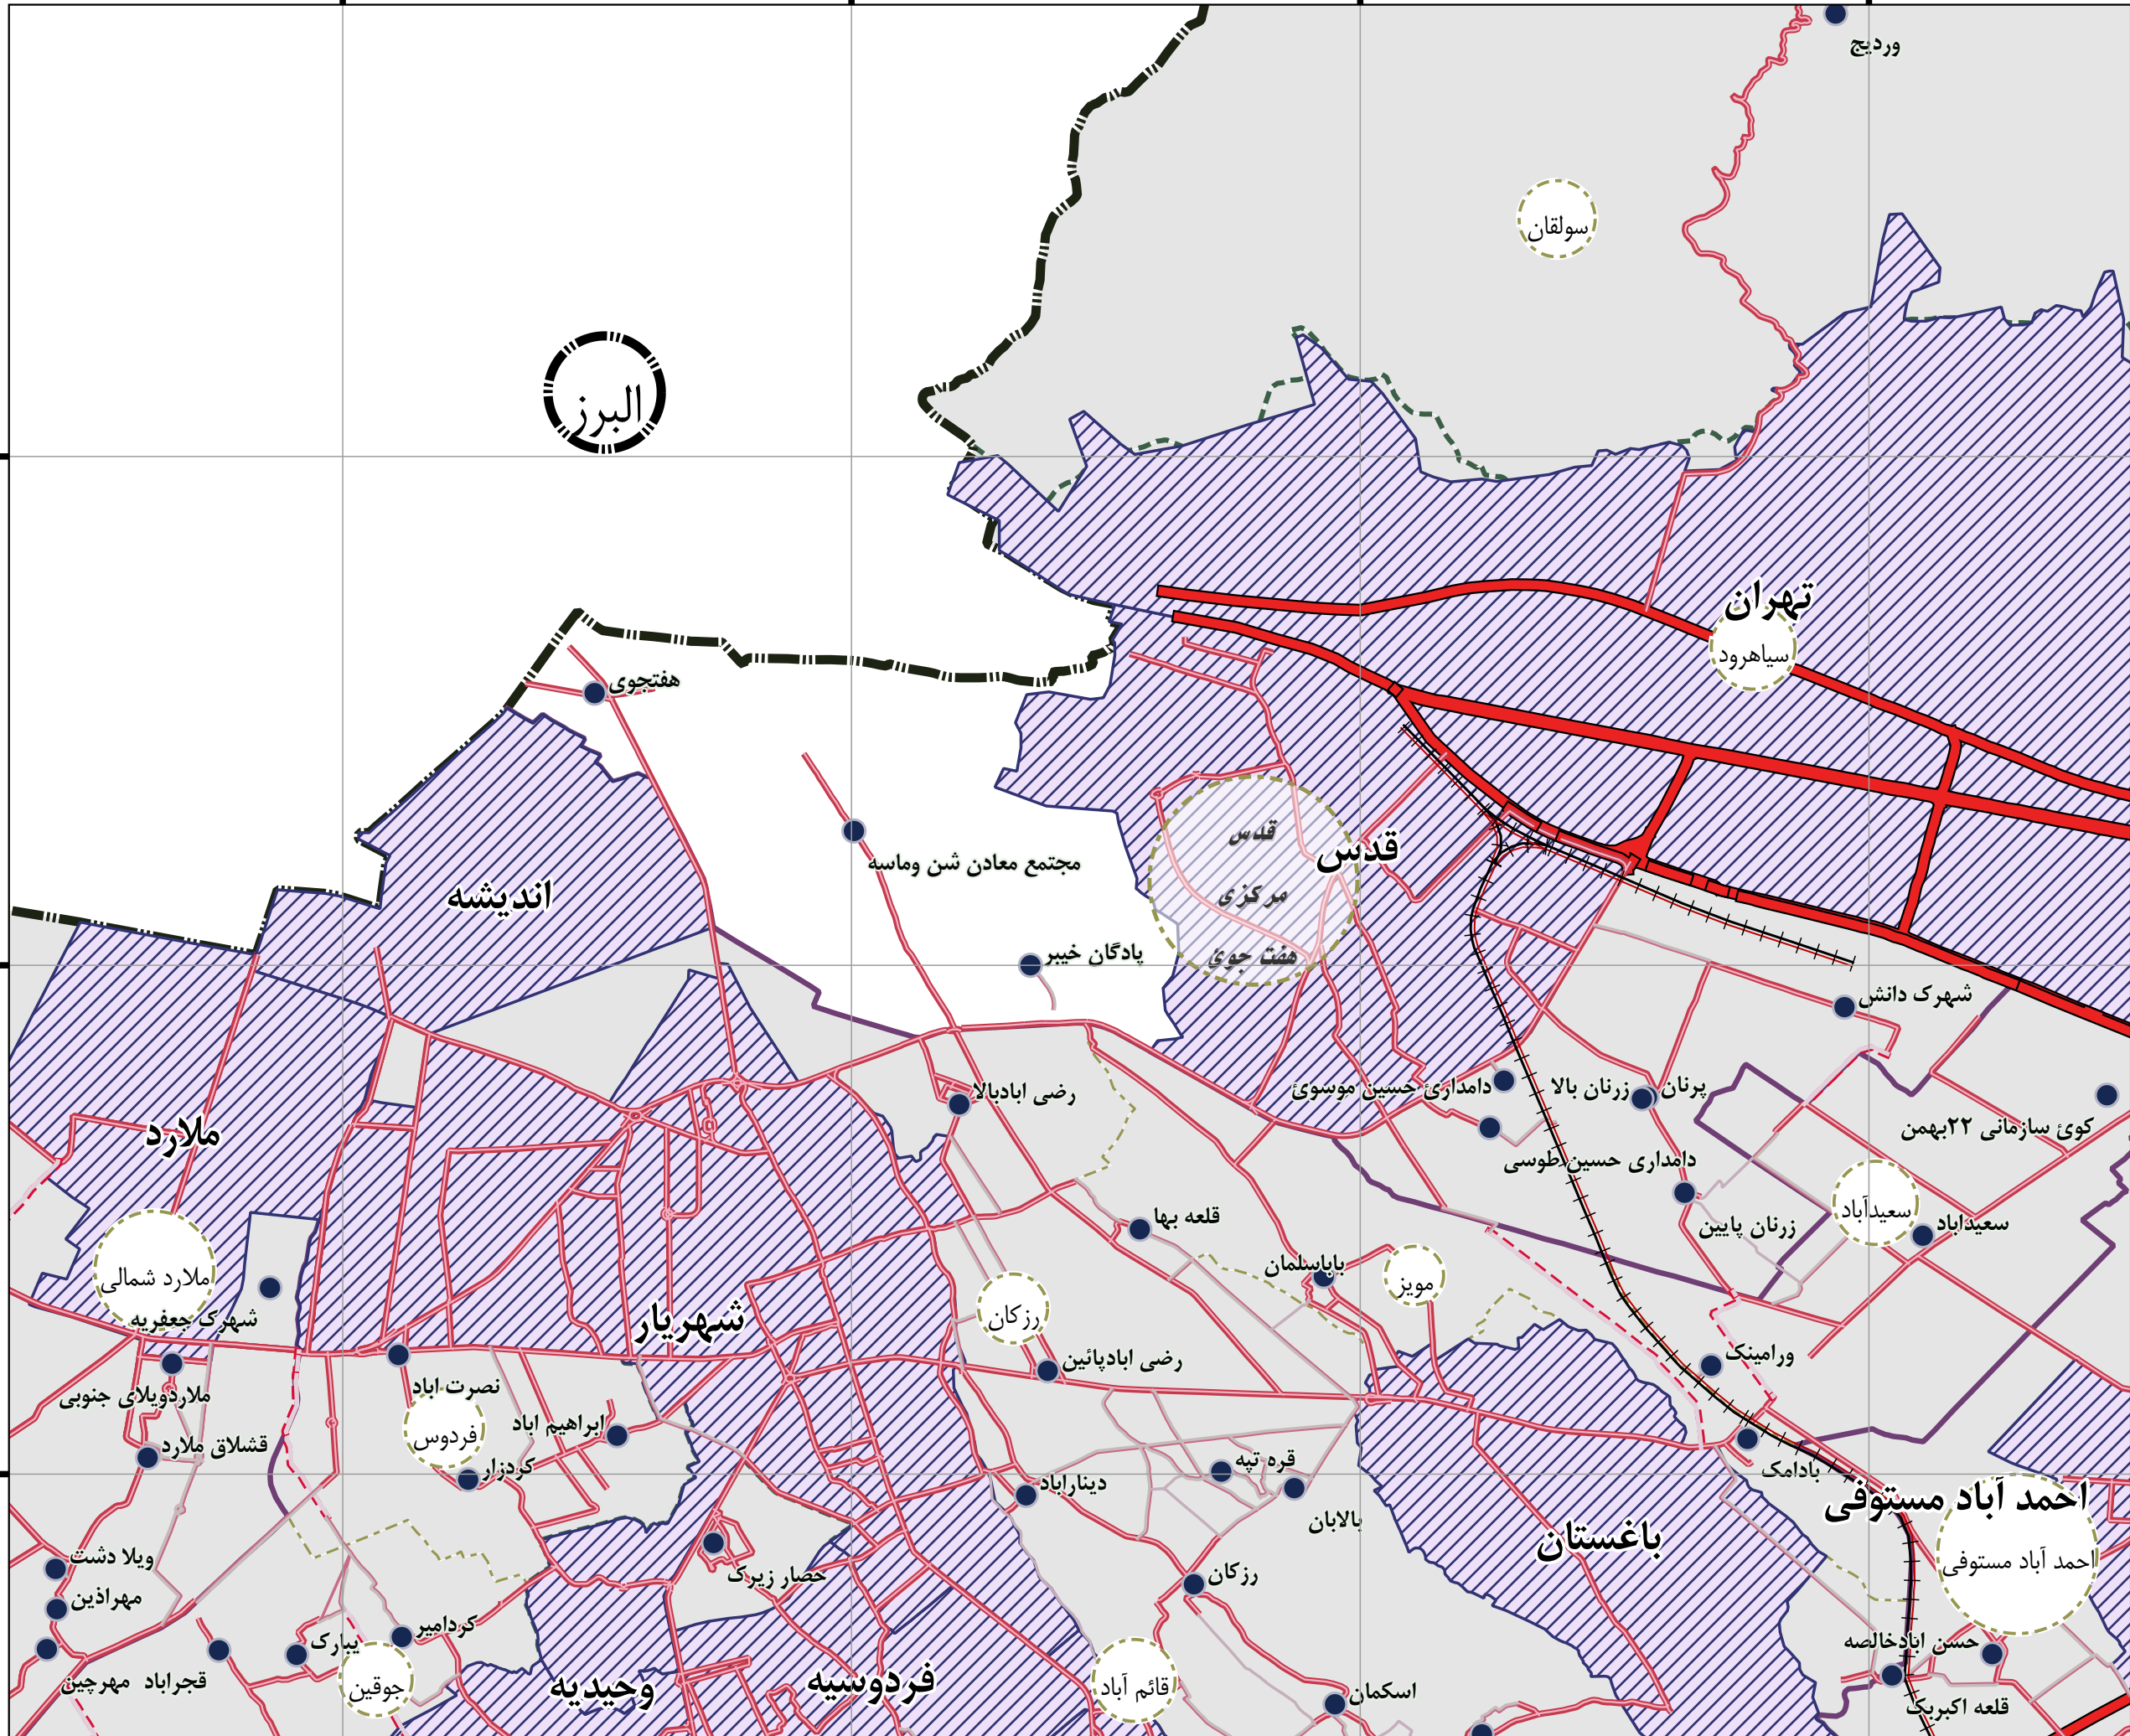 وردیج
سولقان
البرز
تهران
سیاهرود
هفتجوی
قدس
قدس
مرکزی
هفت جوئ
مجتمع معادن شن وماسه
اندیشه
پادگان خیبر
شهرک دانش
دامداری حسین موسوئ
زرنان بالا
پرنان
رضی ابادبالا
کوئ سازمانی ۲۲بهمن
ملارد
دامداری حسین طوسی
زرنان پایین
سعیدآباد
سعیداباد
قلعه بها
باباسلمان
مویز
ملارد شمالی
شهرک جعفریه
شهریار
رزکان
رضی ابادپائین
ورامینک
ملاردویلای جنوبی
نصرت اباد
فردوس
ابراهیم اباد
قشلاق ملارد
کردزار
قره تپه
بادامک
دیناراباد
بالابان
احمد آباد مستوفی
احمد آباد مستوفی
باغستان
ویلا دشت
حصار زیرک
رزکان
مهراذین
کردامیر
یبارک
حسن ابادخالصه
قجراباد
مهرچین
جوقین
وحیدیه
فردوسیه
قائم آباد
اسکمان
قلعه اکبربک